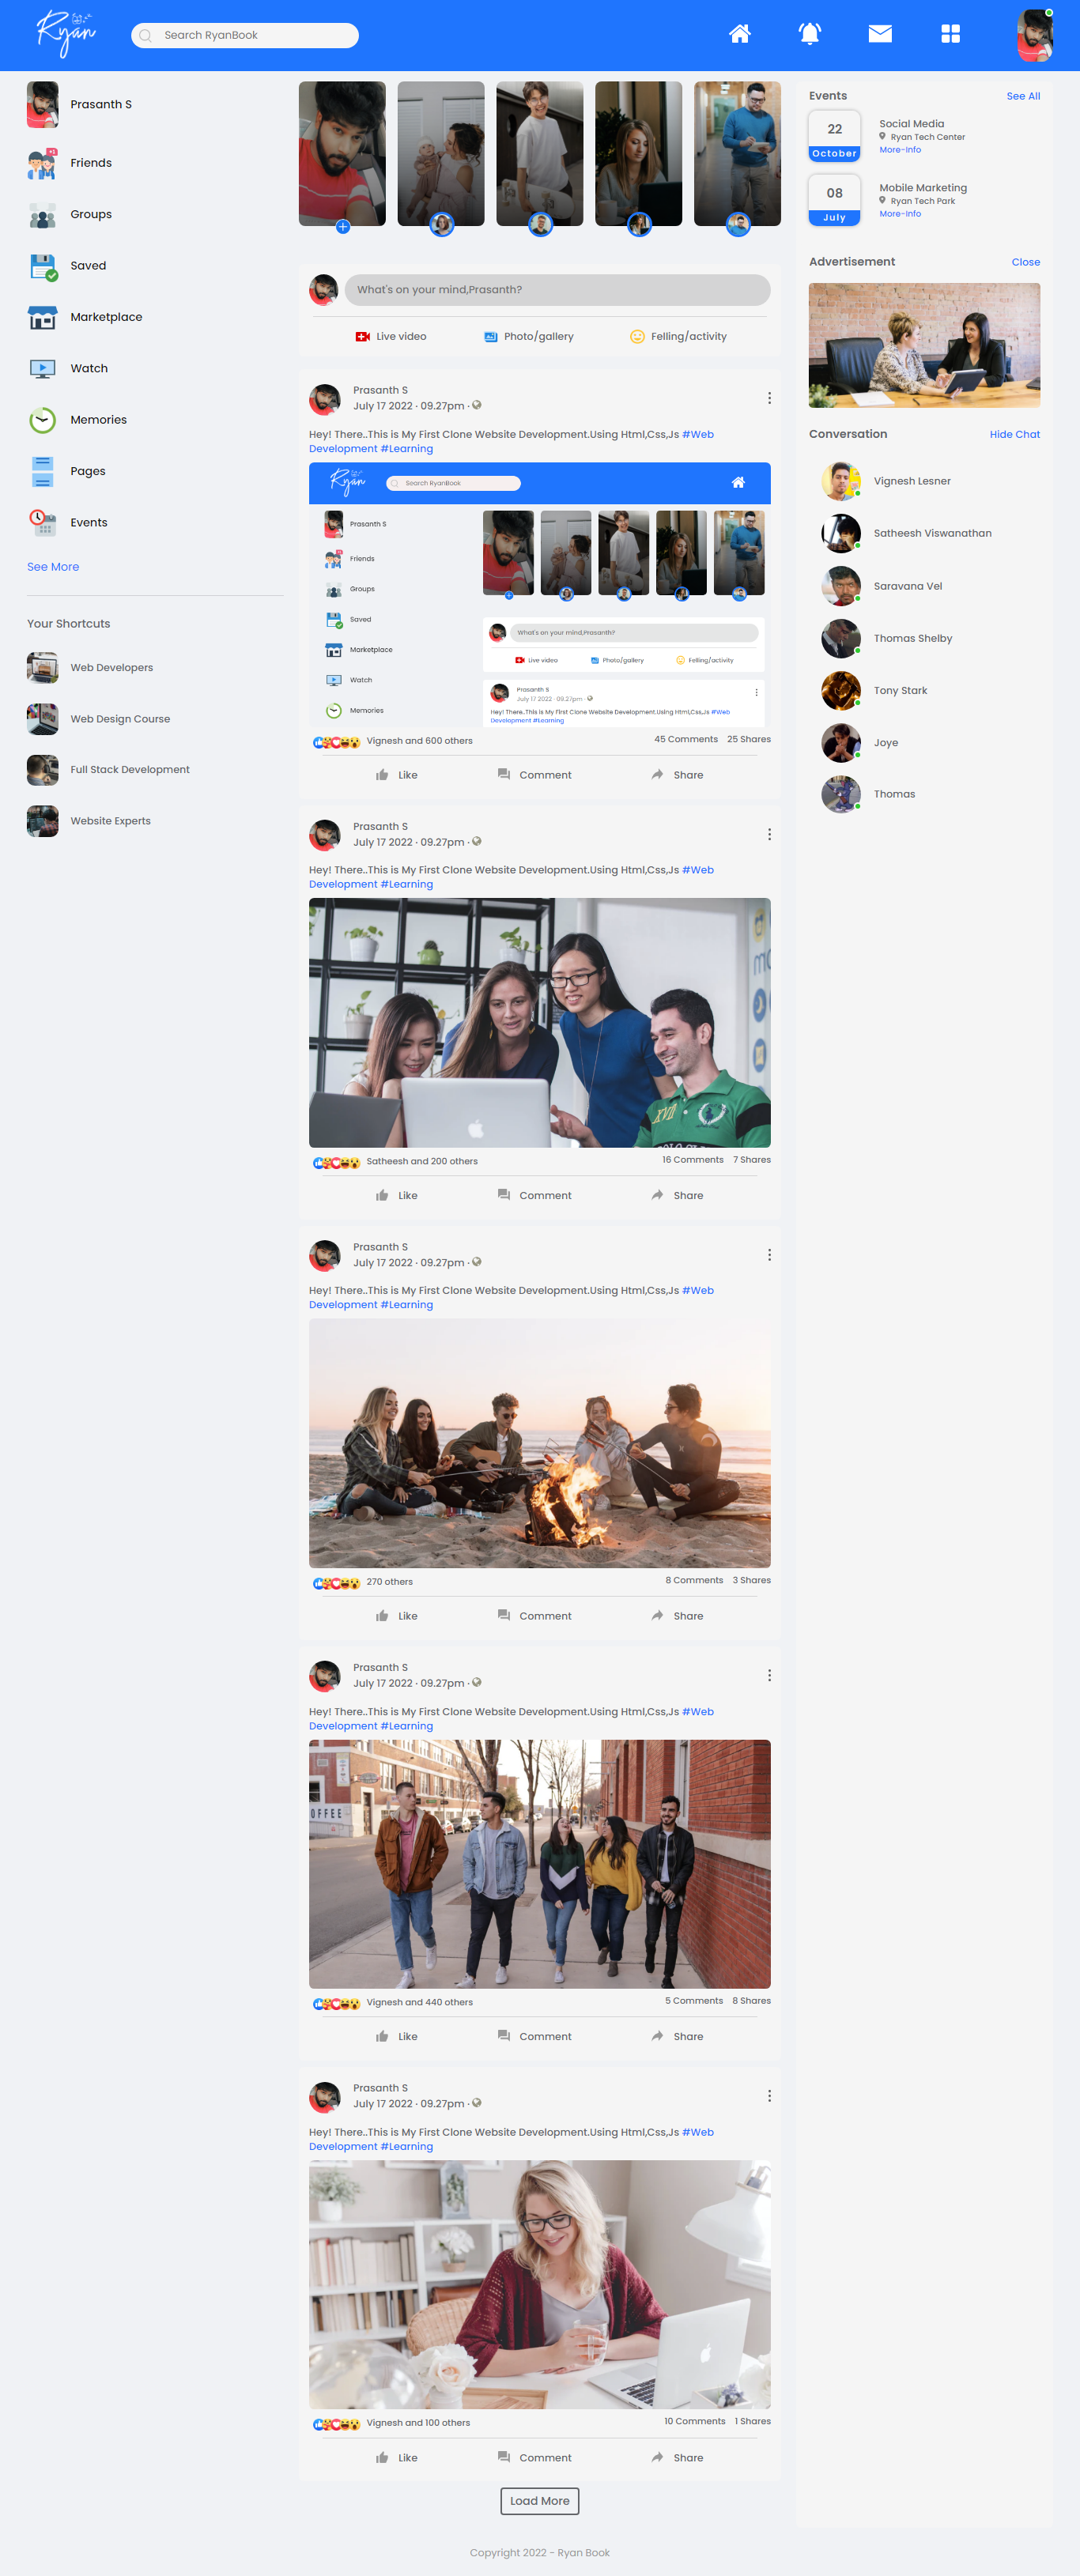 Ryan
Search RyanBook
Prasanth S
Friends
Groups
Saved
Marketplace
Watch
Memories
Pages
Events
See More
Your Shortcuts
Web Developers
Web Design Course
Full Stack Development
Website Experts
What's on your mind,Prasanth?
Live video
Photo/gallery
Felling/activity
Prasanth S
July 17 2022 · 09.27pm ·
Hey! There..This is My First Clone Website Development.Using Html,Css,Js #Web
Development #Learning
Ryan
Search RyanBook
Prasanth S
Friends
Groups
Saved
Marketplace
Watch
Memories
What's on your mind,Prasanth?
Live video
Photo/gallery
Felling/activity
Prasanth S
July 17 2022 · 09.27pm ·
Hey! There..This is My First Clone Website Development.Using Html,Css,Js #Web
Development #Learning
Vignesh and 600 others
45 Comments 25 Shares
Like
Comment
Share
Prasanth S
July 17 2022 · 09.27pm ·
Hey! There..This is My First Clone Website Development.Using Html,Css,Js #Web
Development #Learning
XVII
Satheesh and 200 others
16 Comments 7 Shares
Like
Comment
Share
Prasanth S
July 17 2022 · 09.27pm ·
Hey! There..This is My First Clone Website Development.Using Html,Css,Js #Web
Development #Learning
270 others
8 Comments 3 Shares
Like
Comment
Share
Prasanth S
July 17 2022 · 09.27pm ·
Hey! There..This is My First Clone Website Development.Using Html,Css,Js #Web
Development #Learning
OFFEE
Vignesh and 440 others
5 Comments 8 Shares
Like
Comment
Share
Prasanth S
July 17 2022 · 09.27pm ·
Hey! There..This is My First Clone Website Development.Using Html,Css,Js #Web
Development #Learning
Vignesh and 100 others
10 Comments 1 Shares
Like
Comment
Share
Load More
Events
See All
22
October
Social Media
Ryan Tech Center
More-Info
08
July
Mobile Marketing
Ryan Tech Park
More-Info
Advertisement
Close
Conversation
Hide Chat
Vignesh Lesner
Satheesh Viswanathan
Saravana Vel
Thomas Shelby
Tony Stark
Joye
Thomas
Copyright 2022 - Ryan Book